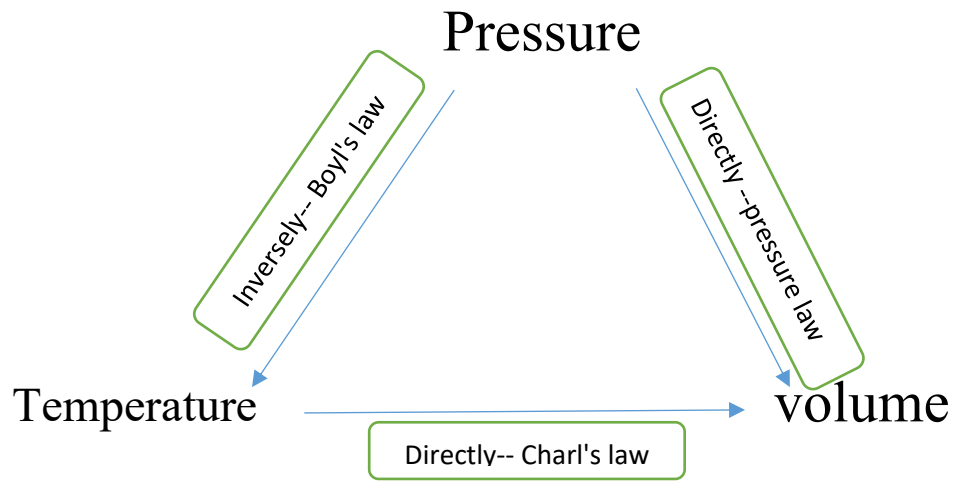 Pressure
Inversely-- Boyl's law
Directly --pressure law
Temperature
volume
Directly-- Charl's law